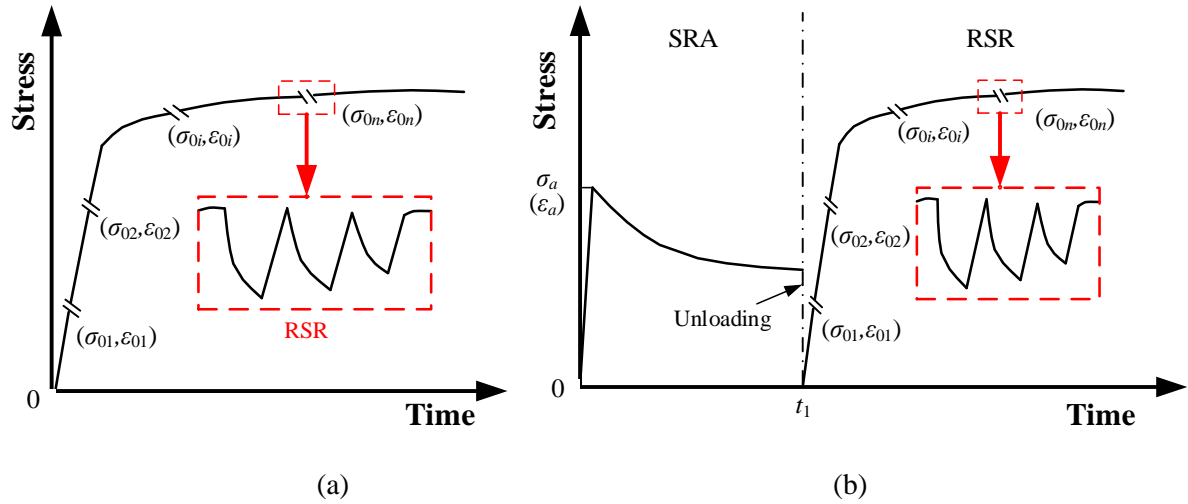 Stress
(σ0i,ε0i)
(σ0n,ε0n)
(σ02,ε02)
(σ01,ε01)
RSR
0
Time
(a)
SRA
RSR
Stress
(σ0i,ε0i)
(σ0n,ε0n)
σa
(εa)
(σ02,ε02)
Unloading
(σ01,ε01)
0
t1
Time
(b)